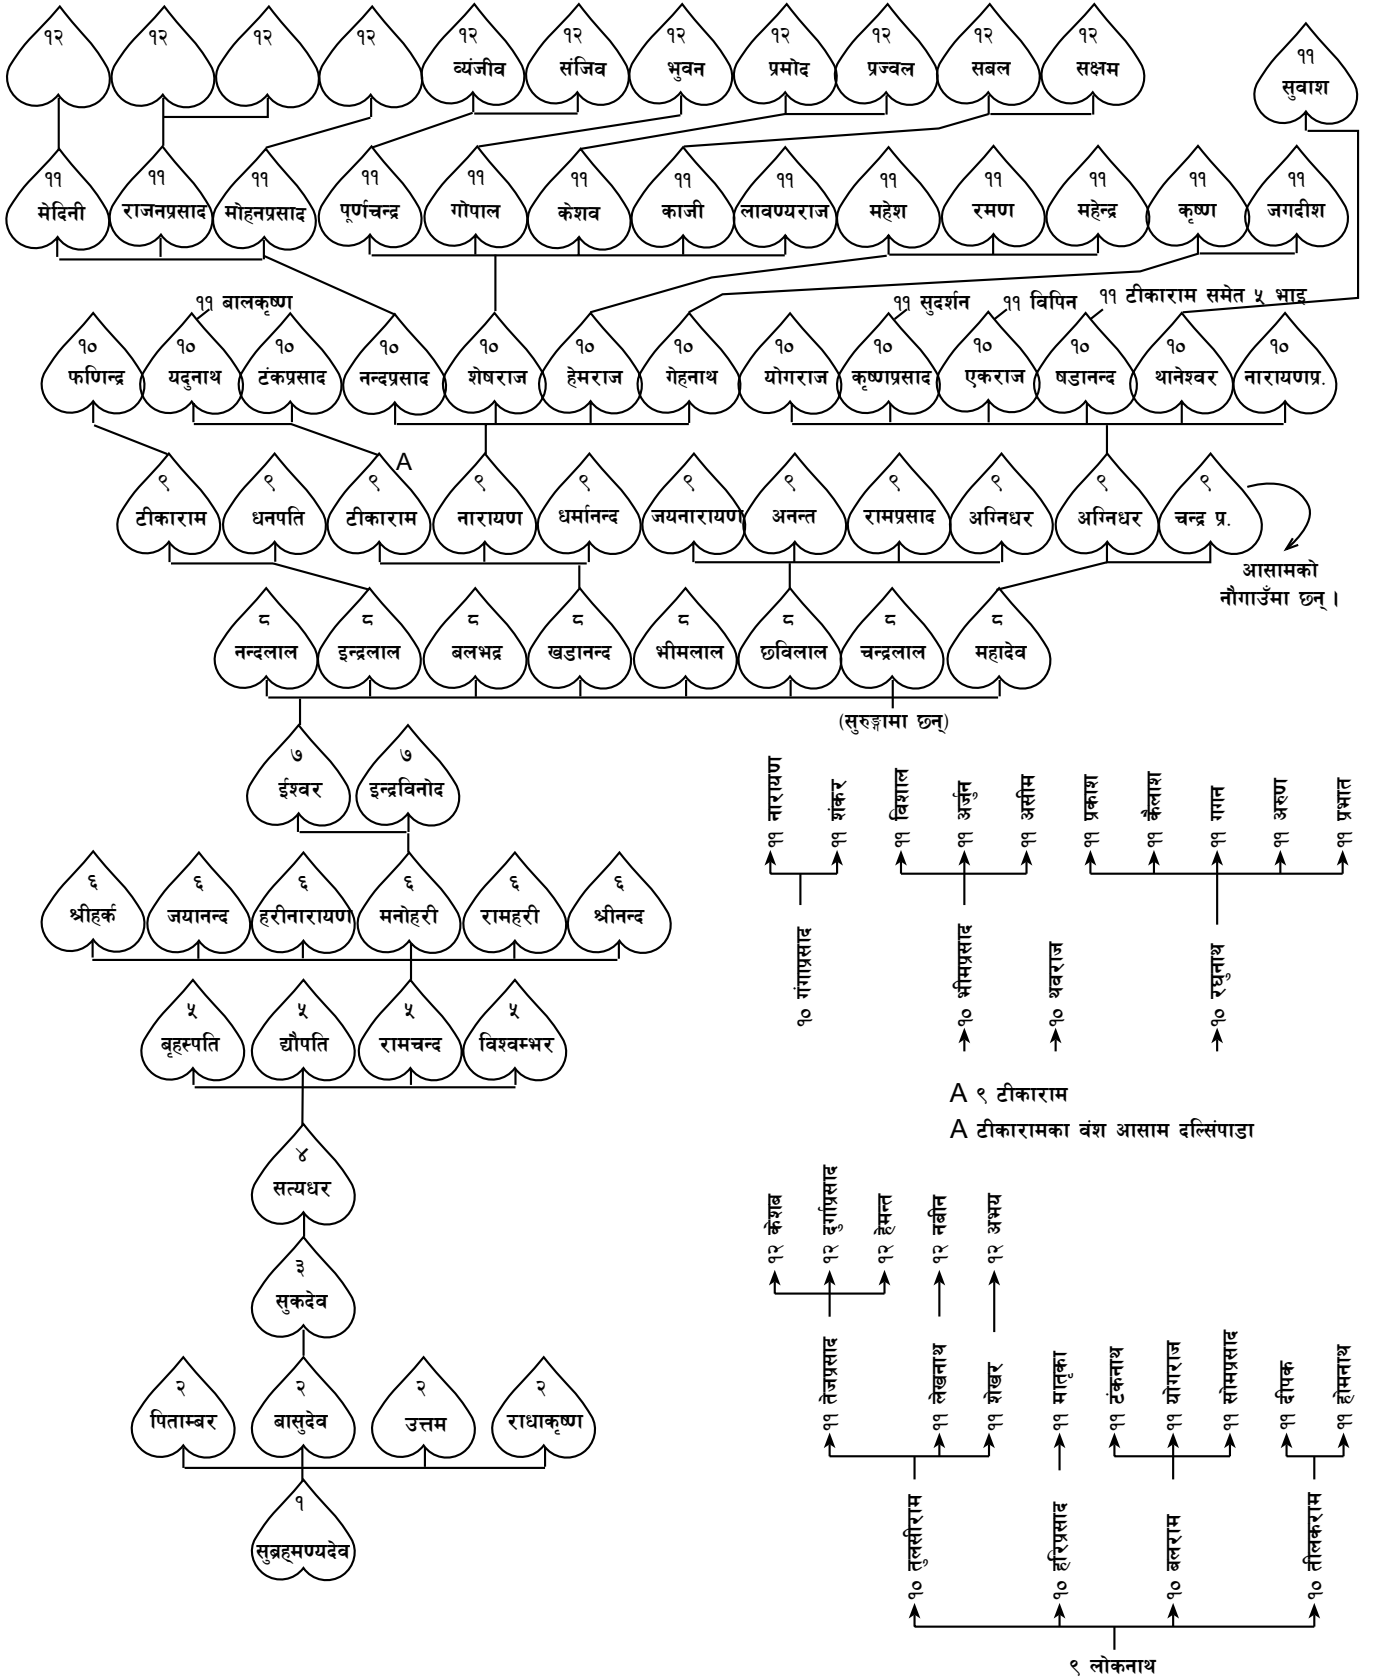 १२ १२ १२ १२ १२ १२ १२ १२ १२ १२ १२
व्यंजीव संजिव भुवन प्रमोद प्रज्वल सबल सक्षम
११
सुवाश
११ ११ ११ ११ ११ ११ ११ ११ ११ ११ ११ ११ ११
मेदिनी राजनप्रसाद मोहनप्रसाद पूर्णचन्द्र गोपाल केशव काजी लावण्यराज महेश रमण महेन्द्र कृष्ण जगदीश
११ बालकृष्ण ११ सुदर्शन ११ विपिन ११ टीकाराम समेत ५ भाइ
१० १० १० १० १० १० १० १० १० १० १० १० १०
फणिन्द्र यदुनाथ टंकप्रसाद नन्दप्रसाद शेषराज हेमराज गेहनाथ योगराज कृष्णप्रसाद एकराज षडानन्द थानेश्वर नारायणप्र.
A
९ ९ ९ ९ ९ ९ ९ ९ ९ ९ ९
टीकाराम धनपति टीकाराम नारायण धर्मानन्द जयनारायण अनन्त रामप्रसाद अग्निधर अग्निधर चन्द्र प्र.
आसामको
नौगाउँमा छन् ।
८ ८ ८ ८ ८ ८ ८ ८
नन्दलाल इन्द्रलाल बलभद्र खडानन्द भीमलाल छविलाल चन्द्रलाल महादेव
(सुरुङ्गामा छन्)
७ ७
ईश्वर इन्द्रविनोद
६ ६ ६ ६ ६ ६
श्रीहर्क जयानन्द हरीनारायण मनोहरी रामहरी श्रीनन्द
५ ५ ५ ५
बृहस्पति द्यौपति रामचन्द विश्वम्भर
४
सत्यधर
३
सुकदेव
२ २ २ २
पिताम्बर बासुदेव उत्तम राधाकृष्ण
१
सुब्रह्मण्यदेव
११ नारायण
११ शंकर
११ विशाल
११ अर्जुन
११ असीम
११ प्रकाश
११ कैलाश
११ गगन
११ अरुण
११ प्रभात
१० गंगाप्रसाद
१० भीमप्रसाद
१० थवराज
१० रघुनाथ
A ९ टीकाराम
A टीकारामका वंश आसाम दल्सिंपाडा
१२ केशब
१२ दुर्गाप्रसाद
१२ हेमन्त
१२ नबीन
१२ अभय
११ तेजप्रसाद
११ लेखनाथ
११ शेखर
११ मातृका
११ टंकनाथ
११ योगराज
११ सोमप्रसाद
११ दीपक
११ होमनाथ
१० तुलसीराम
१० हरिप्रसाद
१० बलराम
१० तीलकराम
९ लोकनाथ